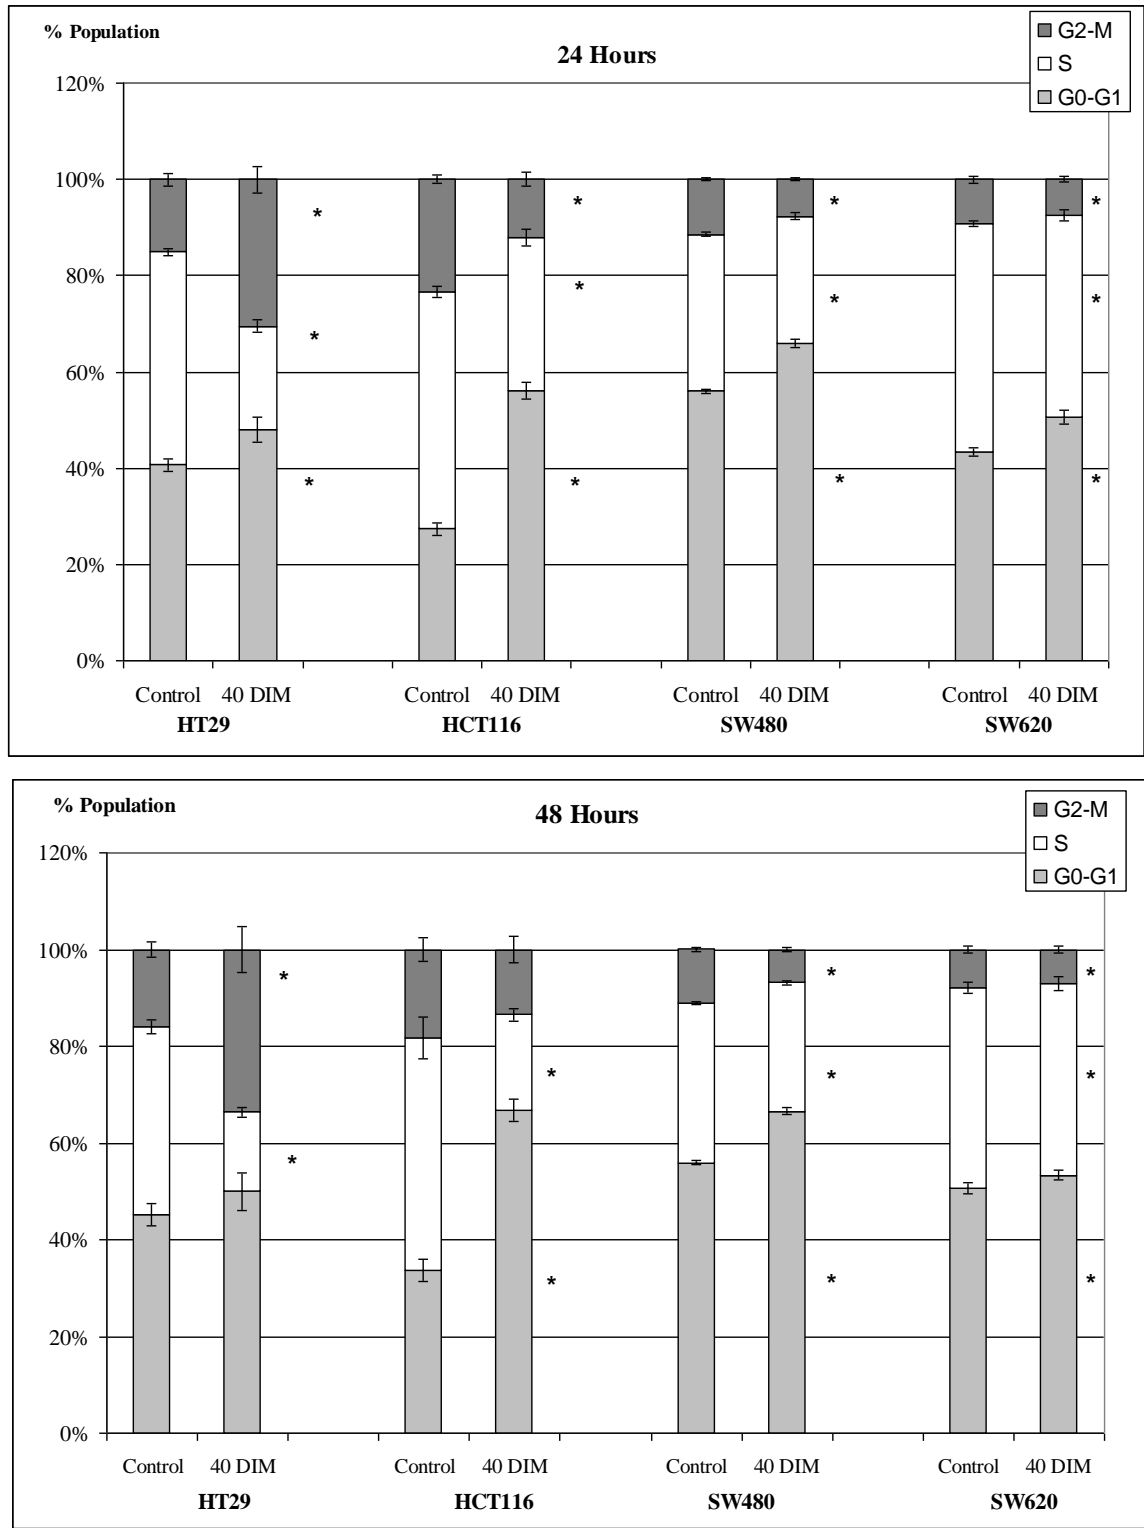 % Population
24 Hours
G2-M
S
G0-G1
120%
100%
80%
60%
40%
20%
0%
* * * *
* * * *
* * * *
Control 40 DIM Control 40 DIM Control 40 DIM Control 40 DIM
HT29 HCT116 SW480 SW620
% Population
48 Hours
G2-M
S
G0-G1
120%
100%
80%
60%
40%
20%
0%
* * *
* * *
*
* * *
Control 40 DIM Control 40 DIM Control 40 DIM Control 40 DIM
HT29 HCT116 SW480 SW620